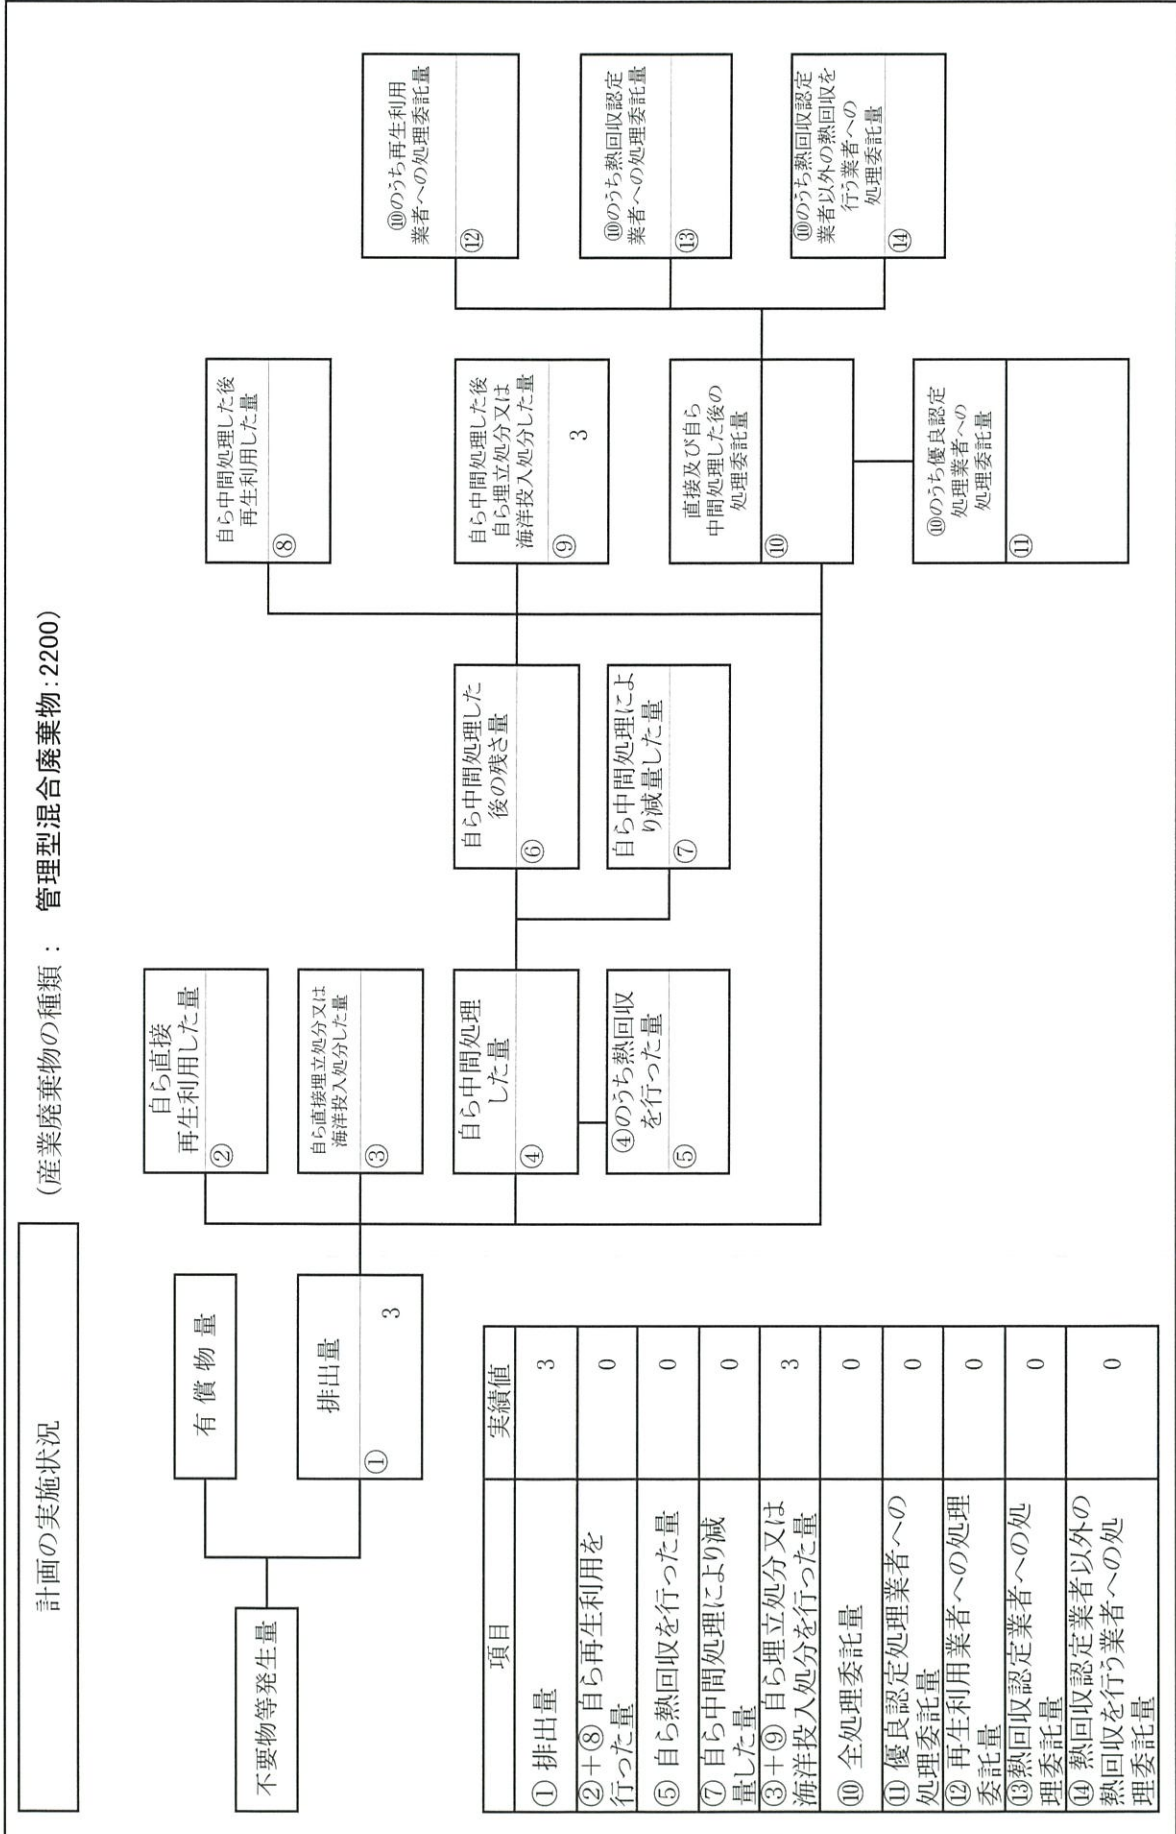 計画の実施状況
(産業廃棄物の種類： 管理型混合廃棄物：2200)
不要物等発生量
有償物量
排出量
① 3
自ら直接
再生利用した量
②
自ら直接埋立処分又は
海洋投入処分した量
③
自ら中間処理
した量
④
④のうち熱回収
を行った量
⑤
自ら中間処理した
後の残さ量
⑥
自ら中間処理によ
り減量した量
⑦
自ら中間処理した後
再生利用した量
⑧
自ら中間処理した後
自ら埋立処分又は
海洋投入処分した量
⑨ 3
直接及び自ら
中間処理した後の
処理委託量
⑩
⑩のうち優良認定
処理業者への
処理委託量
⑪
⑩のうち再生利用
業者への処理委託量
⑫
⑩のうち熱回収認定
業者への処理委託量
⑬
⑩のうち熱回収認定
業者以外の熱回収を
行う業者への
処理委託量
⑭
項目 実績値
① 排出量 3
②＋⑧ 自ら再生利用を
行った量 0
⑤ 自ら熱回収を行った量 0
⑦ 自ら中間処理により減
量した量 0
③＋⑨ 自ら埋立処分又は
海洋投入処分を行った量 3
⑩ 全処理委託量 0
⑪ 優良認定処理業者への
処理委託量 0
⑫ 再生利用業者への処理
委託量 0
⑬熱回収認定業者への処
理委託量 0
⑭ 熱回収認定業者以外の
熱回収を行う業者への処
理委託量 0